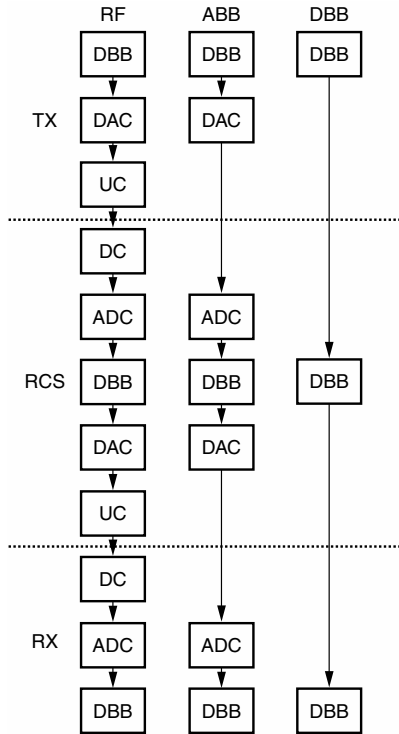 RF ABB DBB
DBB DBB DBB
TX DAC DAC
UC
DC
ADC ADC
RCS DBB DBB DBB
DAC DAC
UC
DC
RX ADC ADC
DBB DBB DBB